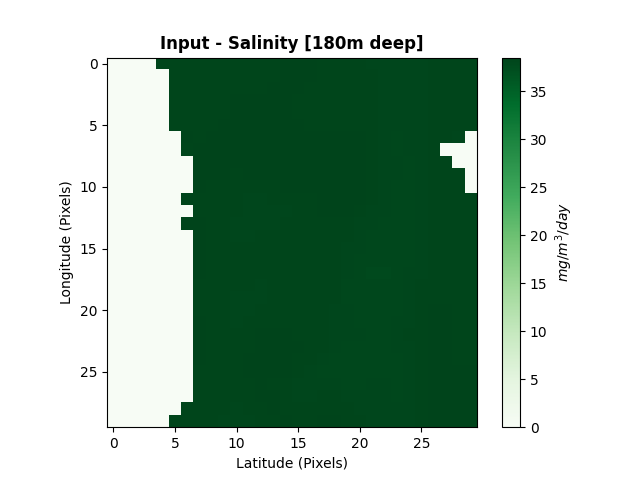 Input - Salinity [180m deep]
0
5
10
15
20
25
Longitude (Pixels)
0 5 10 15 20 25
Latitude (Pixels)
35
30
25
20
15
10
5
0
mg/m³/day